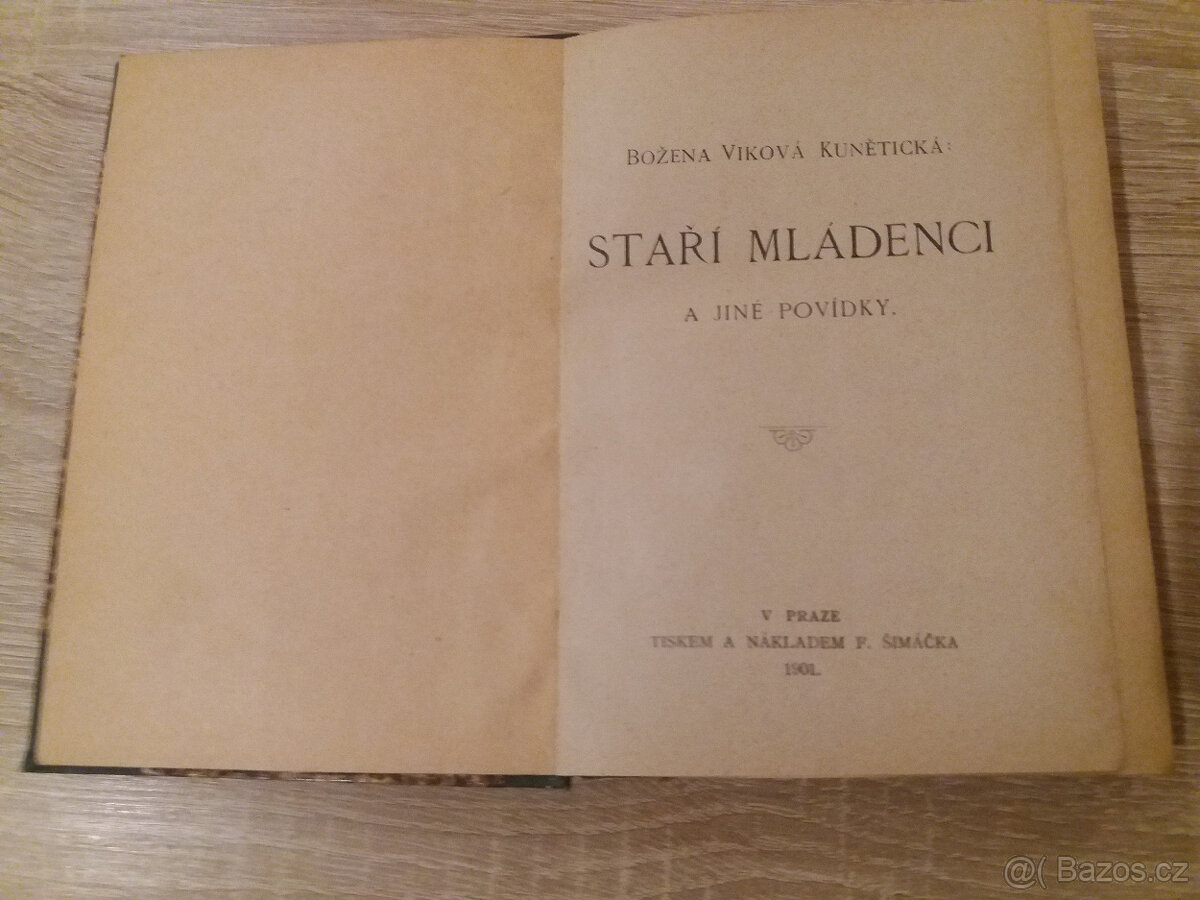 BOŽENA VIKOVÁ KUNĚTICKÁ:
STAŘÍ MLÁDENCI
A JINÉ POVÍDKY.
V PRAZE
TISKEM A NÁKLADEM F. ŠIMÁČKA
1901.
@( Bazos.cz